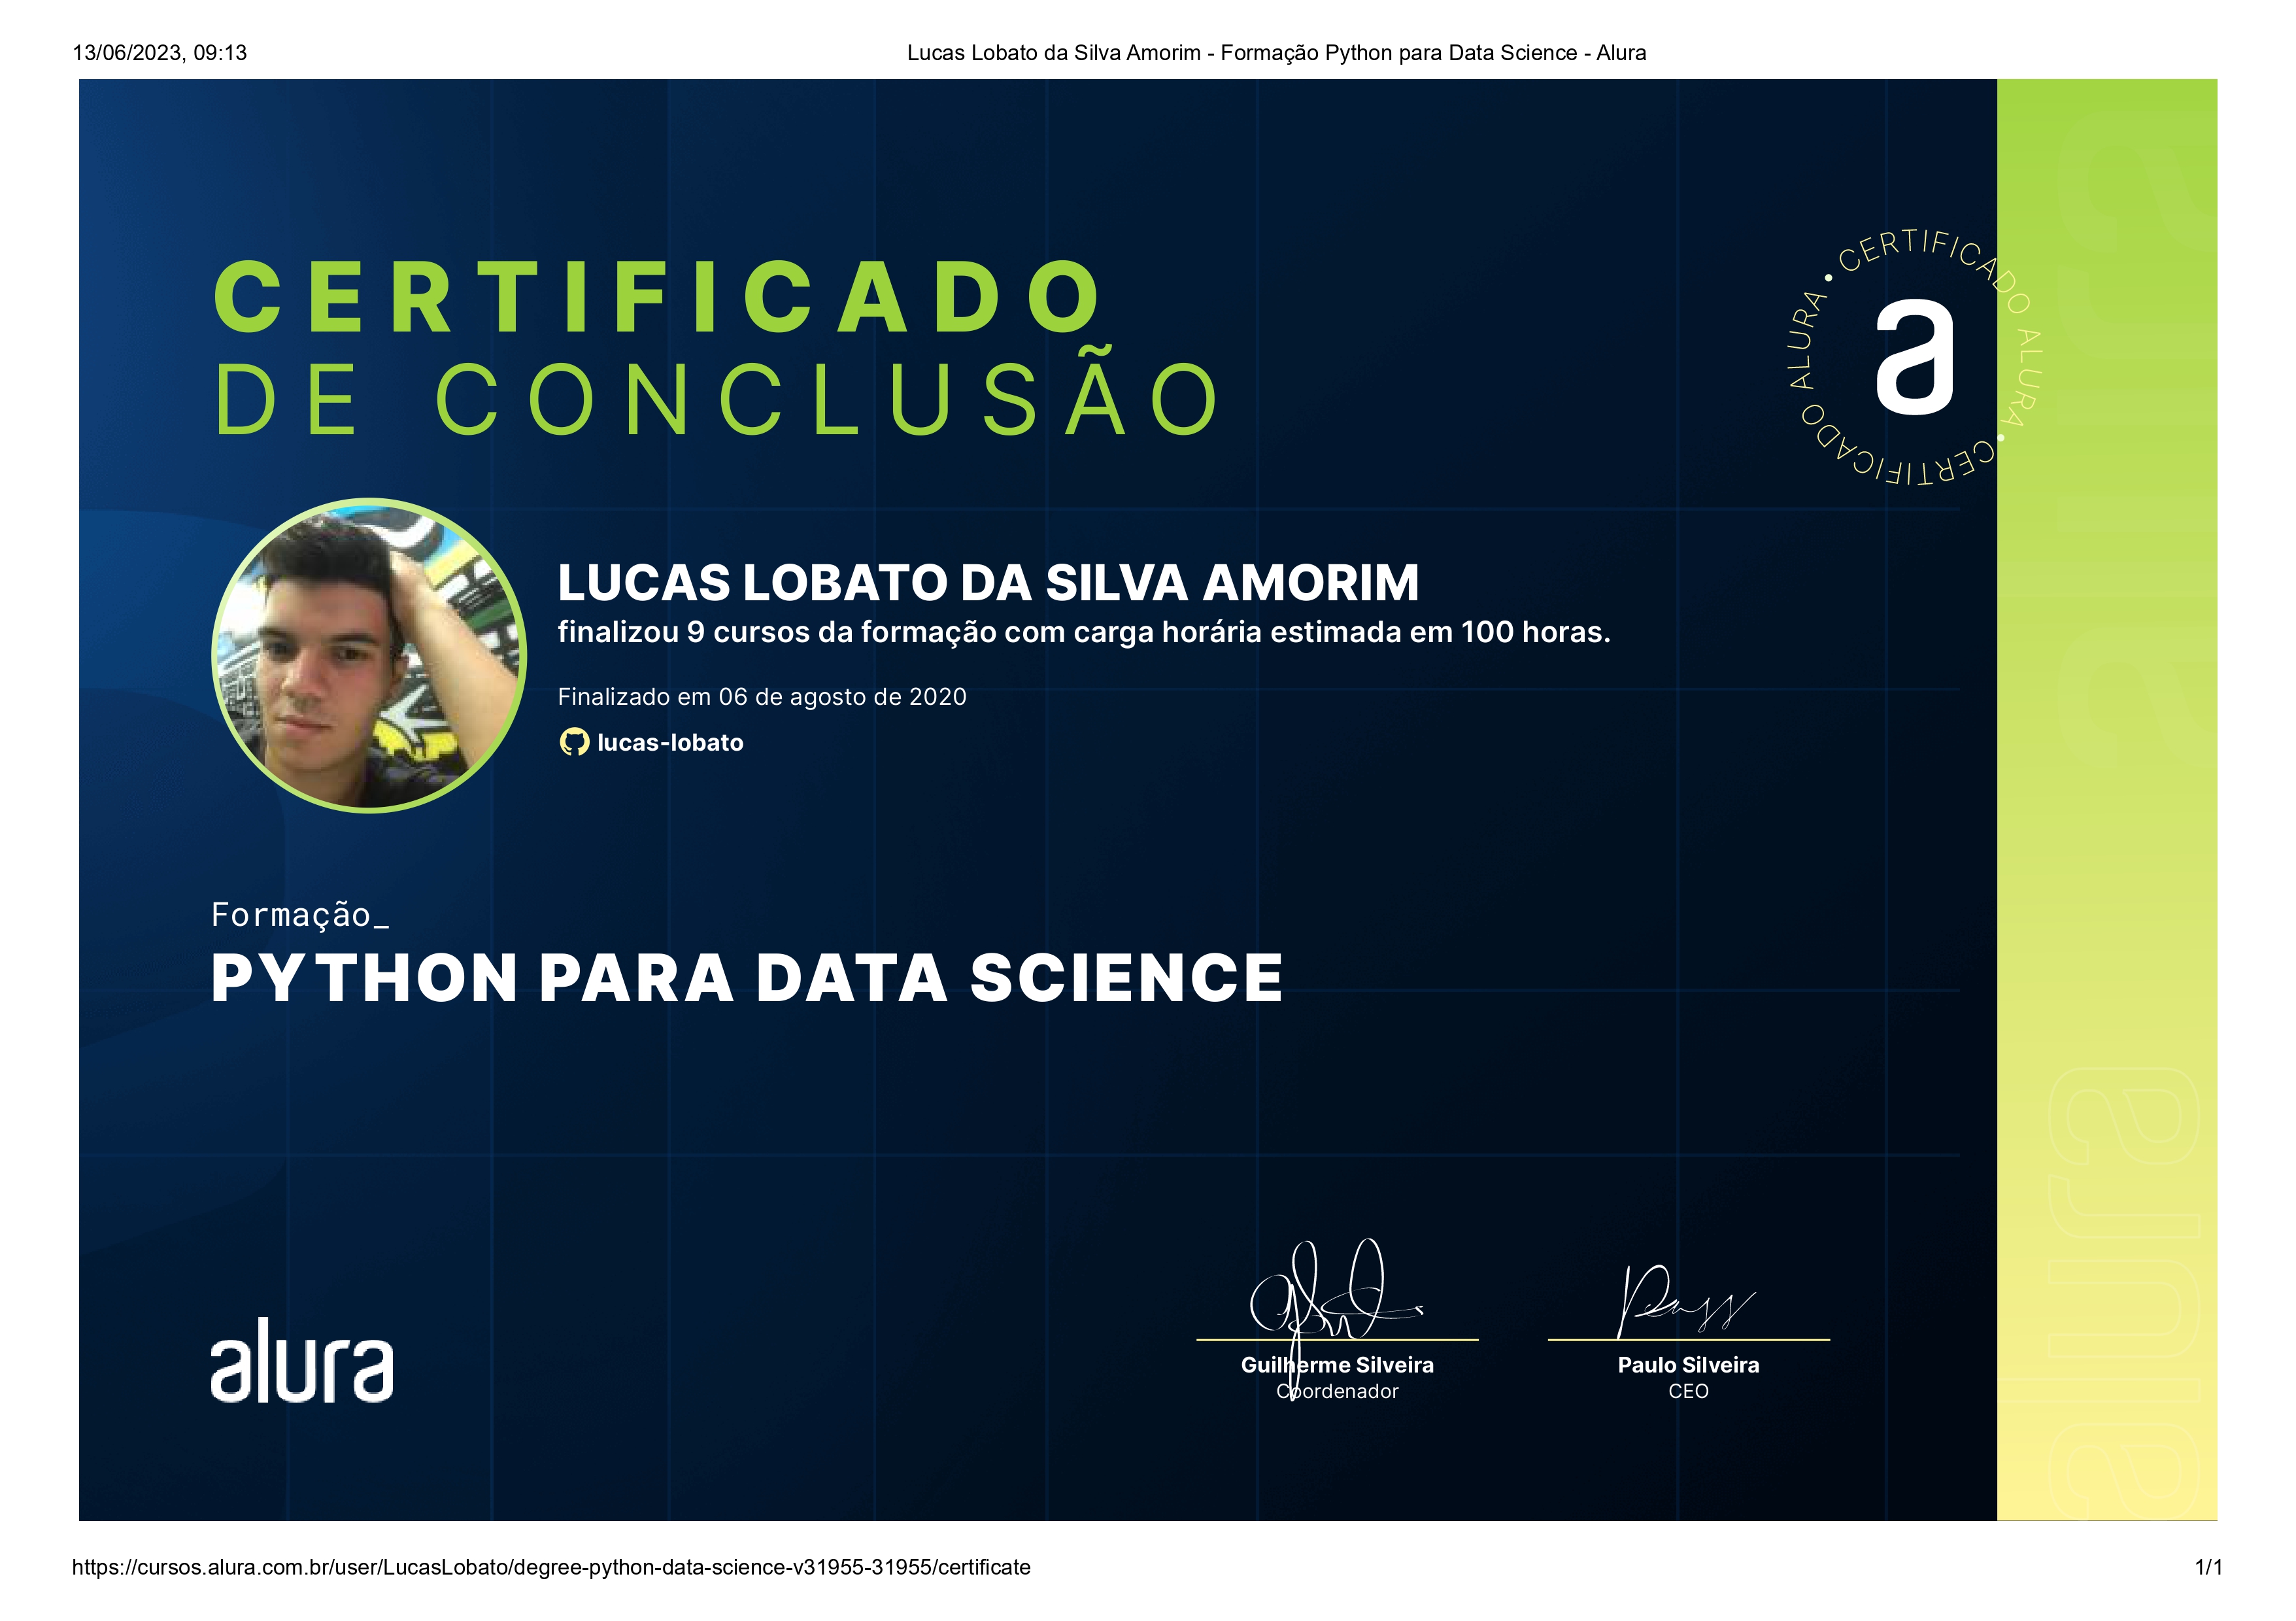 13/06/2023, 09:13
Lucas Lobato da Silva Amorim - Formação Python para Data Science - Alura
CERTIFICADO
DE CONCLUSÃO
• CERTIFICADO ALURA • CERTIFICADO ALURA
a
LUCAS LOBATO DA SILVA AMORIM
finalizou 9 cursos da formação com carga horária estimada em 100 horas.
Finalizado em 06 de agosto de 2020
lucas-lobato
Formação_
PYTHON PARA DATA SCIENCE
alura
Guilherme Silveira
Coordenador
Paulo Silveira
CEO
alura
https://cursos.alura.com.br/user/LucasLobato/degree-python-data-science-v31955-31955/certificate
1/1